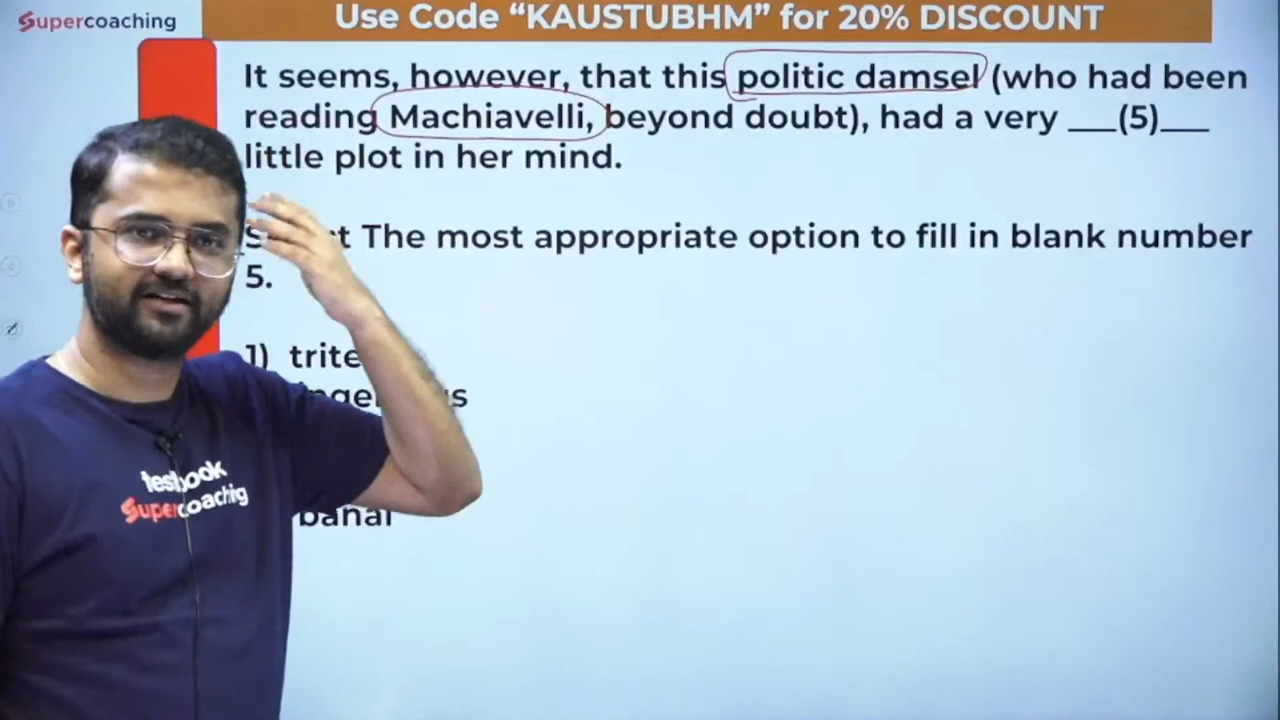 Supercoaching
Use Code “KAUSTUBHM” for 20% DISCOUNT
It seems, however, that this politic damsel (who had been
reading Machiavelli, beyond doubt), had a very ___(5)___
little plot in her mind.
The most appropriate option to fill in blank number
5.
1) trite
banal
testbook
Supercoaching